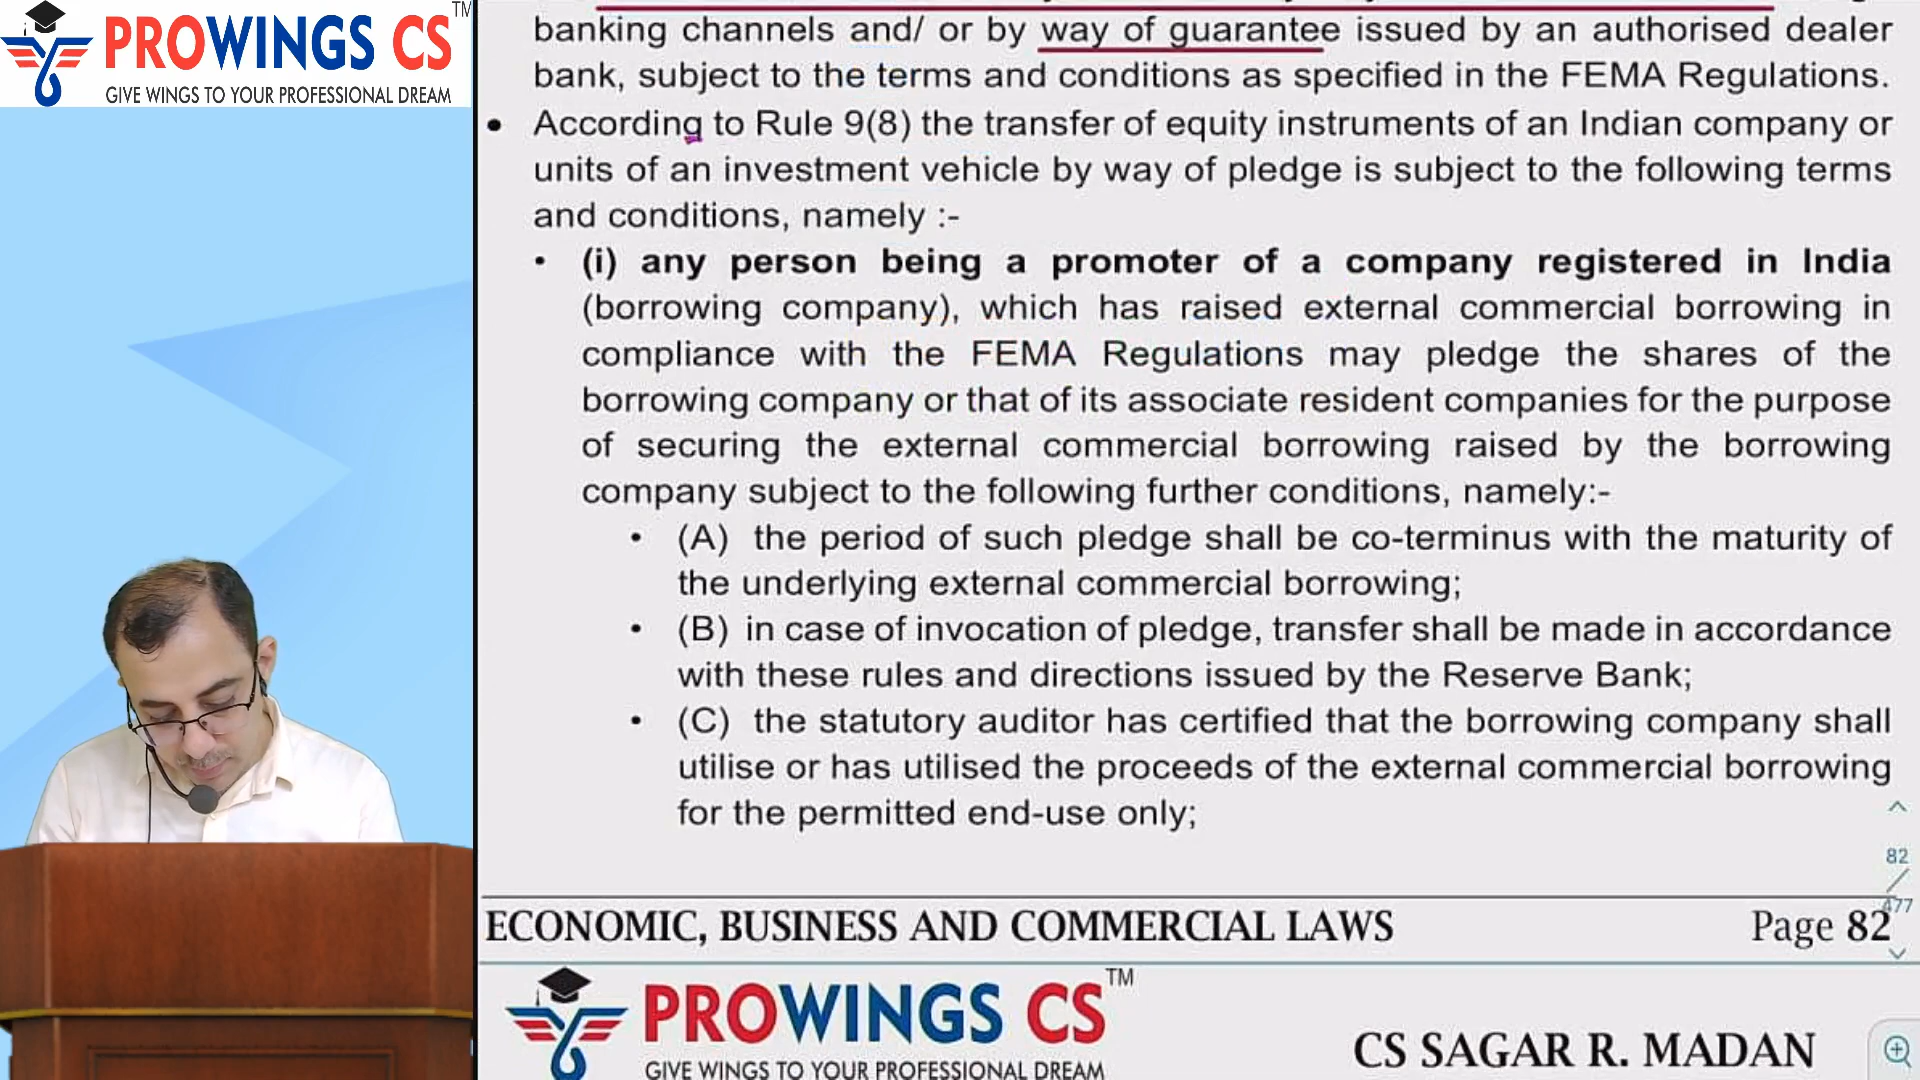 PROWINGS CS TM
GIVE WINGS TO YOUR PROFESSIONAL DREAM
banking channels and/ or by way of guarantee issued by an authorised dealer
bank, subject to the terms and conditions as specified in the FEMA Regulations.
• According to Rule 9(8) the transfer of equity instruments of an Indian company or
units of an investment vehicle by way of pledge is subject to the following terms
and conditions, namely :-
• (i) any person being a promoter of a company registered in India
(borrowing company), which has raised external commercial borrowing in
compliance with the FEMA Regulations may pledge the shares of the
borrowing company or that of its associate resident companies for the purpose
of securing the external commercial borrowing raised by the borrowing
company subject to the following further conditions, namely:-
• (A) the period of such pledge shall be co-terminus with the maturity of
the underlying external commercial borrowing;
• (B) in case of invocation of pledge, transfer shall be made in accordance
with these rules and directions issued by the Reserve Bank;
• (C) the statutory auditor has certified that the borrowing company shall
utilise or has utilised the proceeds of the external commercial borrowing
for the permitted end-use only;
82
/
477
ECONOMIC, BUSINESS AND COMMERCIAL LAWS Page 82
PROWINGS CS TM
GIVE WINGS TO YOUR PROFESSIONAL DREAM
CS SAGAR R. MADAN